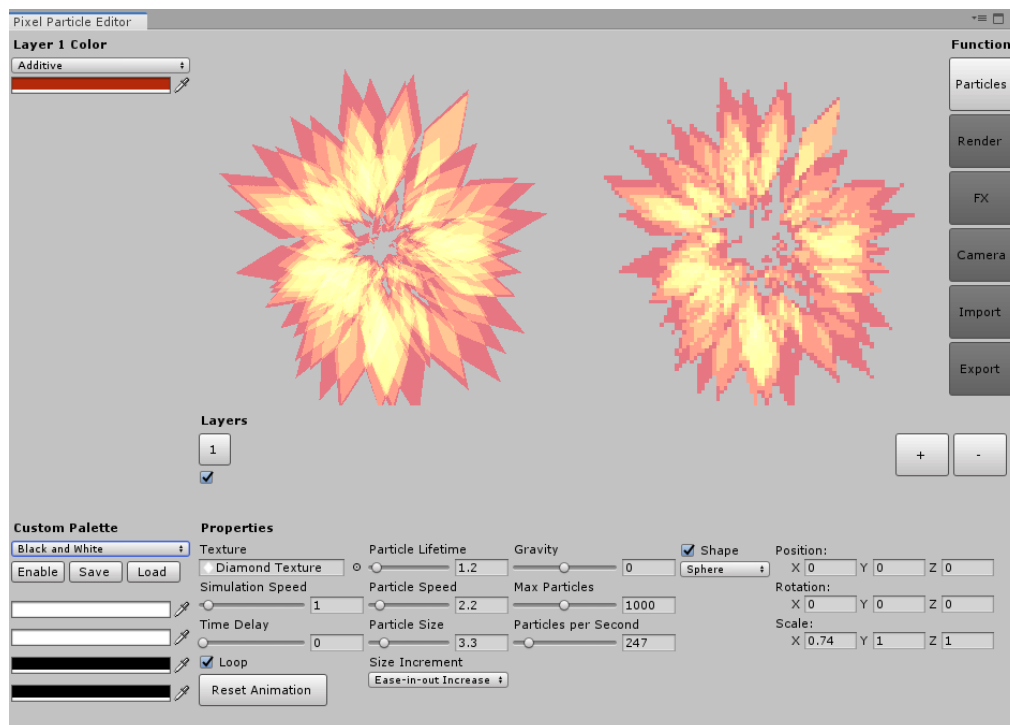 Pixel Particle Editor
Layer 1 Color
Function
Additive
Particles
Render
FX
Camera
Import
Export
Layers
1
+ -
Custom Palette
Properties
Black and White
Texture Particle Lifetime Gravity Shape Position:
Enable Save Load
Diamond Texture 1.2 0 Sphere X 0 Y 0 Z 0
Simulation Speed Particle Speed Max Particles Rotation:
1 2.2 1000 X 0 Y 0 Z 0
Time Delay Particle Size Particles per Second Scale:
0 3.3 247 X 0.74 Y 1 Z 1
Loop Size Increment
Reset Animation Ease-in-out Increase